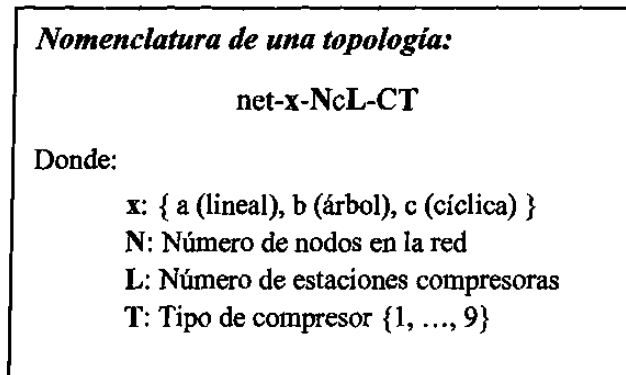 Nomenclatura de una topología:
net-x-NcL-CT
Donde:
x: { a (lineal), b (árbol), c (cíclica) }
N: Número de nodos en la red
L: Número de estaciones compresoras
T: Tipo de compresor {1, ..., 9}